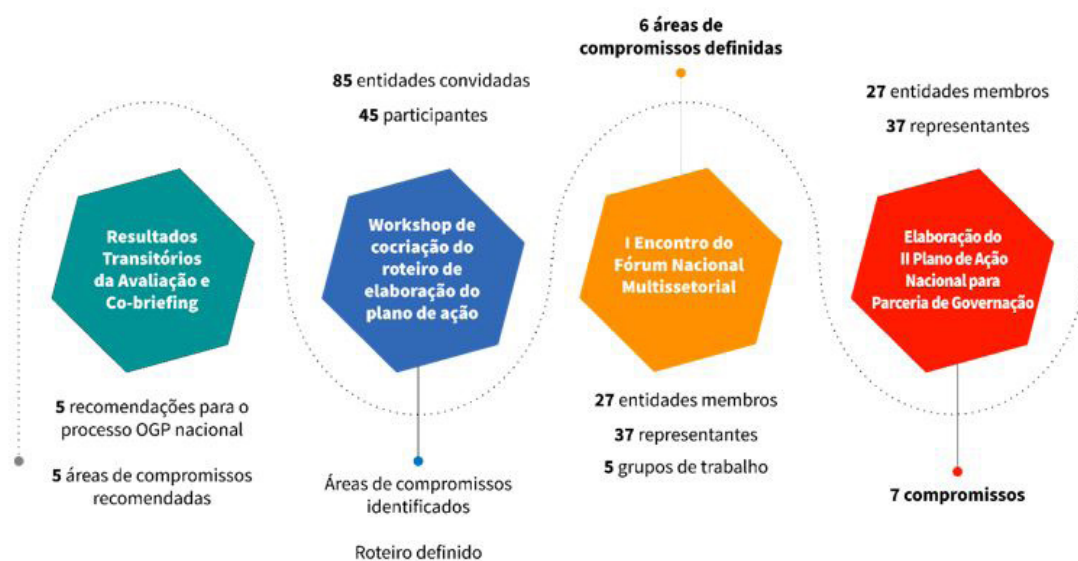 Resultados
Transitórios
da Avaliação e
Co-briefing
5 recomendações para o
processo OGP nacional
5 áreas de compromissos
recomendadas
85 entidades convidadas
45 participantes
Workshop de
cocriação do
roteiro de
elaboração do
plano de ação
Áreas de compromissos
identificados
Roteiro definido
6 áreas de
compromissos definidas
I Encontro do
Fórum Nacional
Multissetorial
27 entidades membros
37 representantes
5 grupos de trabalho
27 entidades membros
37 representantes
Elaboração do
II Plano de Ação
Nacional para
Parceria de Governação
7 compromissos